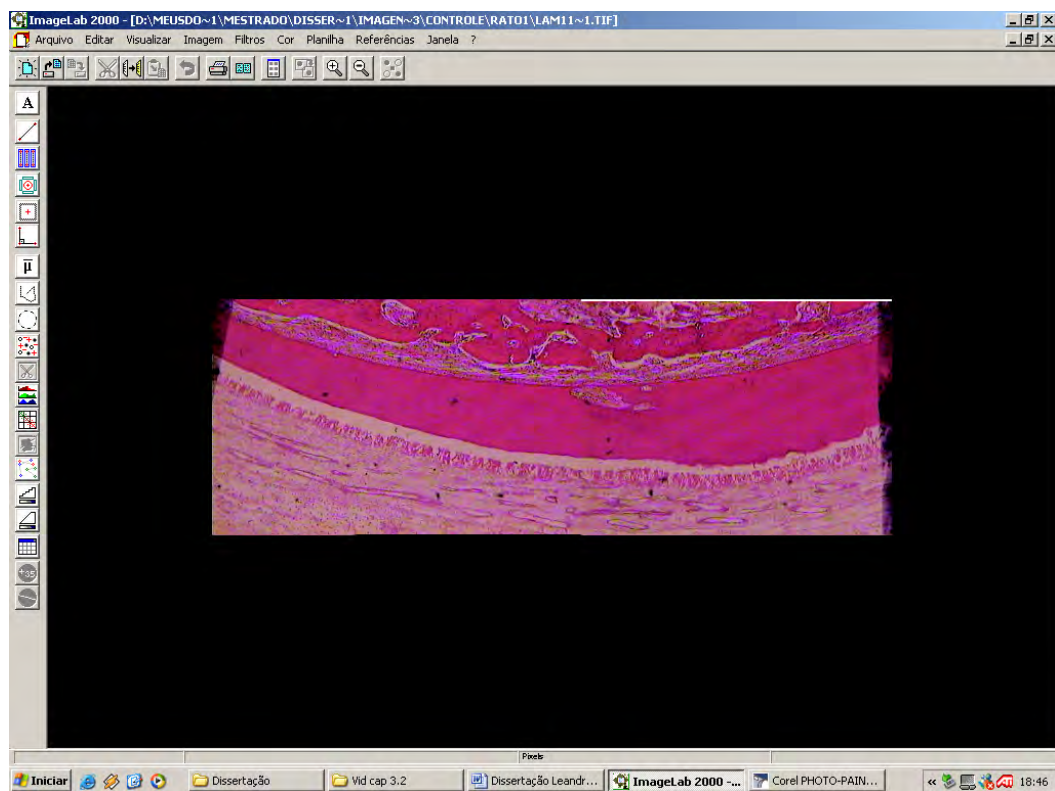 ImageLab 2000 - [D:\MEUSDO~1\MESTRADO\DISSER~1\IMAGEN~3\CONTROLE\RATO1\LAM11~1.TIF]
Arquivo Editar Visualizar Imagem Filtros Cor Planilha Referências Janela ?
A
μ
+35
Pixels
Iniciar Dissertação Vid cap 3.2 Dissertação Leandr... ImageLab 2000 -... Corel PHOTO-PAIN... « 18:46